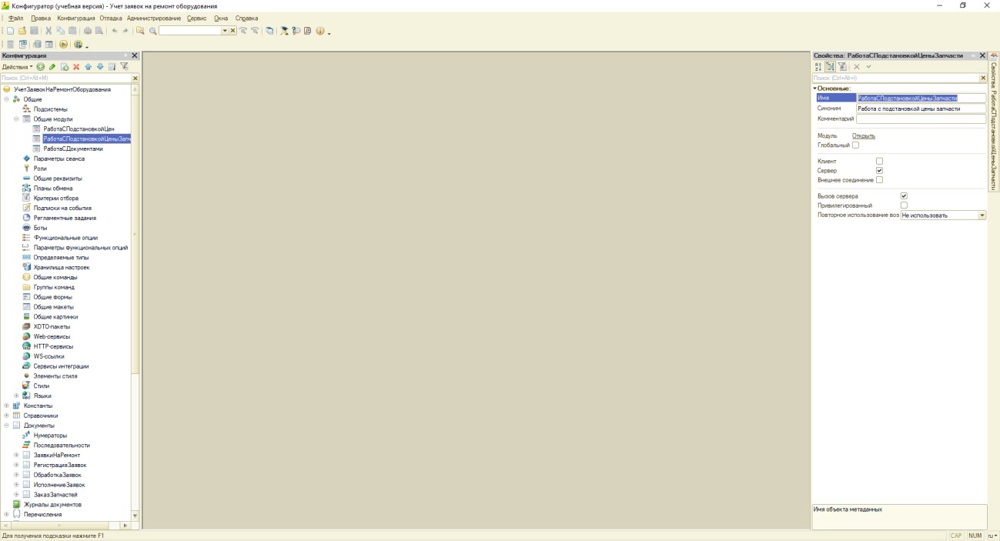 Конфигуратор (учебная версия) - Учет заявок на ремонт оборудования
Файл Правка Конфигурация Отладка Администрирование Сервис Окна Справка
Конфигурация
Действия
Поиск (Ctrl+Alt+M)
УчетЗаявокНаРемонтОборудования
Общие
Подсистемы
Общие модули
РаботаСПодстановкойЦен
РаботаСПодстановкойЦеныЗапч
РаботаСДокументами
Параметры сеанса
Роли
Общие реквизиты
Планы обмена
Критерии отбора
Подписки на события
Регламентные задания
Боты
Функциональные опции
Параметры функциональных опций
Определяемые типы
Хранилища настроек
Общие команды
Группы команд
Общие формы
Общие макеты
Общие картинки
XDTO-пакеты
Web-сервисы
HTTP-сервисы
WS-ссылки
Сервисы интеграции
Элементы стиля
Стили
Языки
Константы
Справочники
Документы
Нумераторы
Последовательности
ЗаявкиНаРемонт
РегистрацияЗаявок
ОбработкаЗаявок
ИсполнениеЗаявок
ЗаказЗапчастей
Журналы документов
Перечисления
Свойства: РаботаСПодстановкойЦеныЗапчасти
Поиск (Ctrl+Alt+I)
Основные:
Имя РаботаСПодстановкойЦеныЗапчасти
Синоним Работа с подстановкой цены запчасти
Комментарий
Модуль Открыть
Глобальный
Клиент
Сервер
Внешнее соединение
Вызов сервера
Привилегированный
Повторное использование воз Не использовать
Имя объекта метаданных
Свойства: РаботаСПодстановкойЦеныЗапчасти
Для получения подсказки нажмите F1
CAP NUM ru